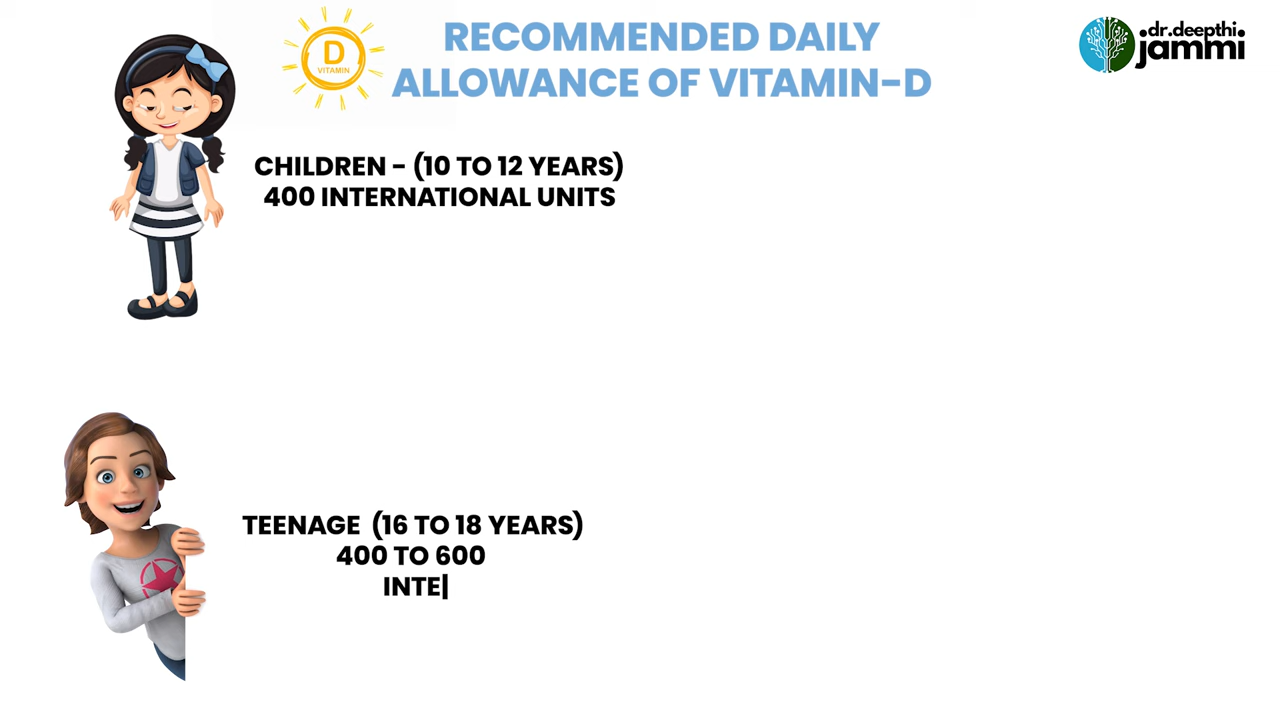 RECOMMENDED DAILY
ALLOWANCE OF VITAMIN-D
D
VITAMIN
dr.deepthi
jammi
CHILDREN - (10 TO 12 YEARS)
400 INTERNATIONAL UNITS
TEENAGE (16 TO 18 YEARS)
400 TO 600
INTE|